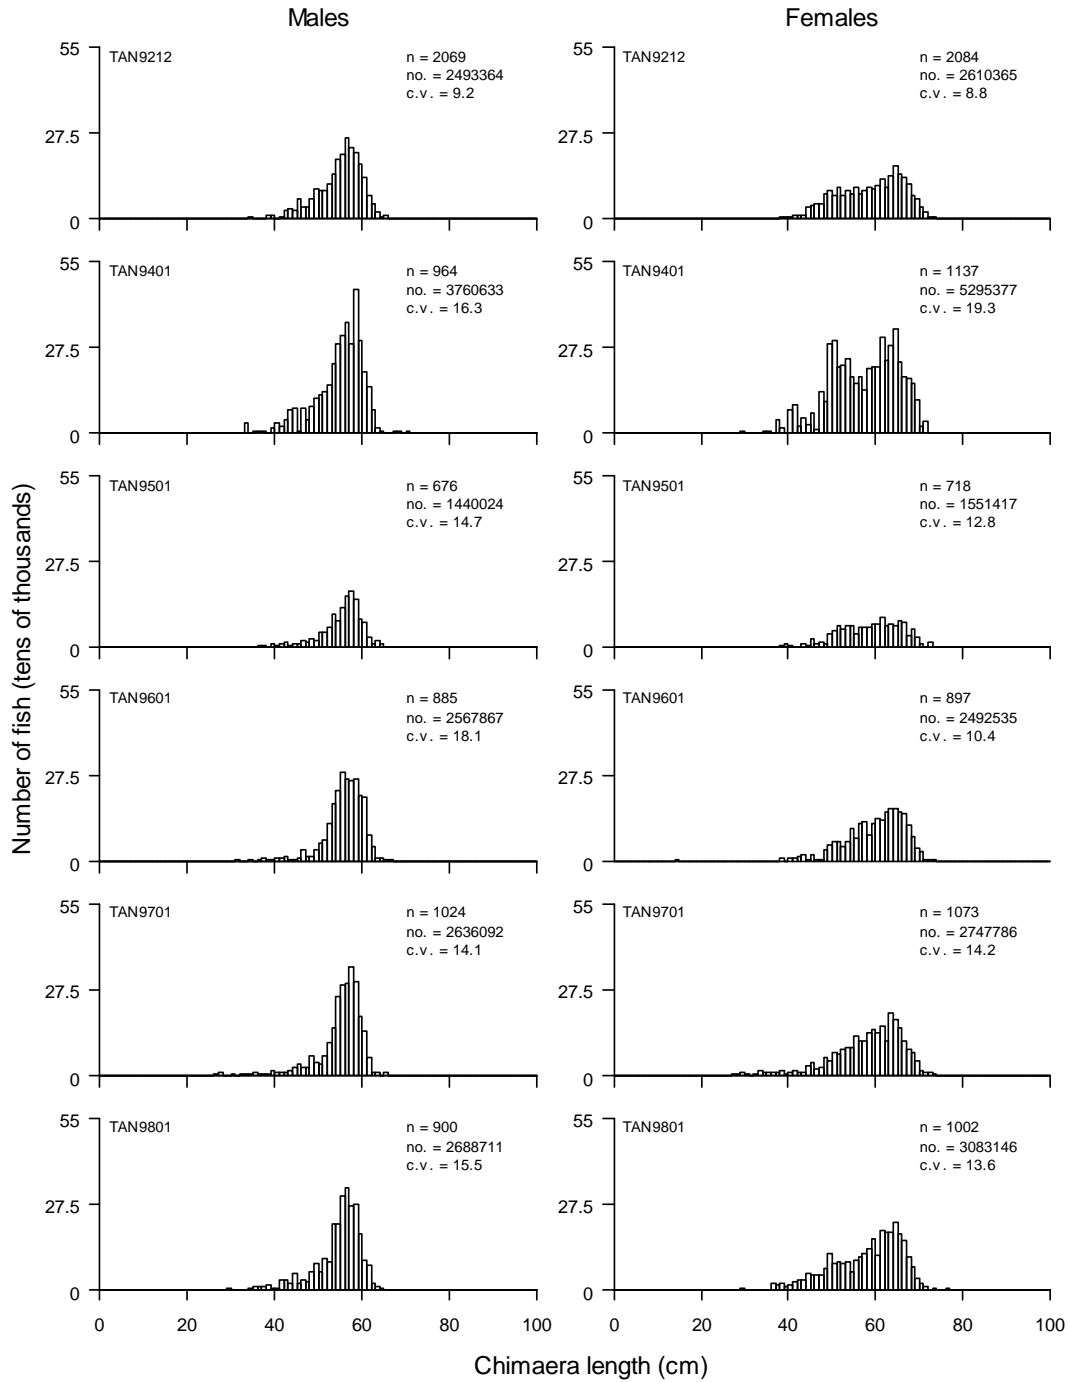 Males
Females
55
TAN9212
n = 2069
no. = 2493364
c.v. = 9.2
27.5
0
55
TAN9212
n = 2084
no. = 2610365
c.v. = 8.8
27.5
0
55
TAN9401
n = 964
no. = 3760633
c.v. = 16.3
27.5
0
55
TAN9401
n = 1137
no. = 5295377
c.v. = 19.3
27.5
0
55
TAN9501
n = 676
no. = 1440024
c.v. = 14.7
27.5
0
55
TAN9501
n = 718
no. = 1551417
c.v. = 12.8
27.5
0
55
TAN9601
n = 885
no. = 2567867
c.v. = 18.1
27.5
0
55
TAN9601
n = 897
no. = 2492535
c.v. = 10.4
27.5
0
55
TAN9701
n = 1024
no. = 2636092
c.v. = 14.1
27.5
0
55
TAN9701
n = 1073
no. = 2747786
c.v. = 14.2
27.5
0
55
TAN9801
n = 900
no. = 2688711
c.v. = 15.5
27.5
0
55
TAN9801
n = 1002
no. = 3083146
c.v. = 13.6
27.5
0
0 20 40 60 80 100
0 20 40 60 80 100
Number of fish (tens of thousands)
Chimaera length (cm)